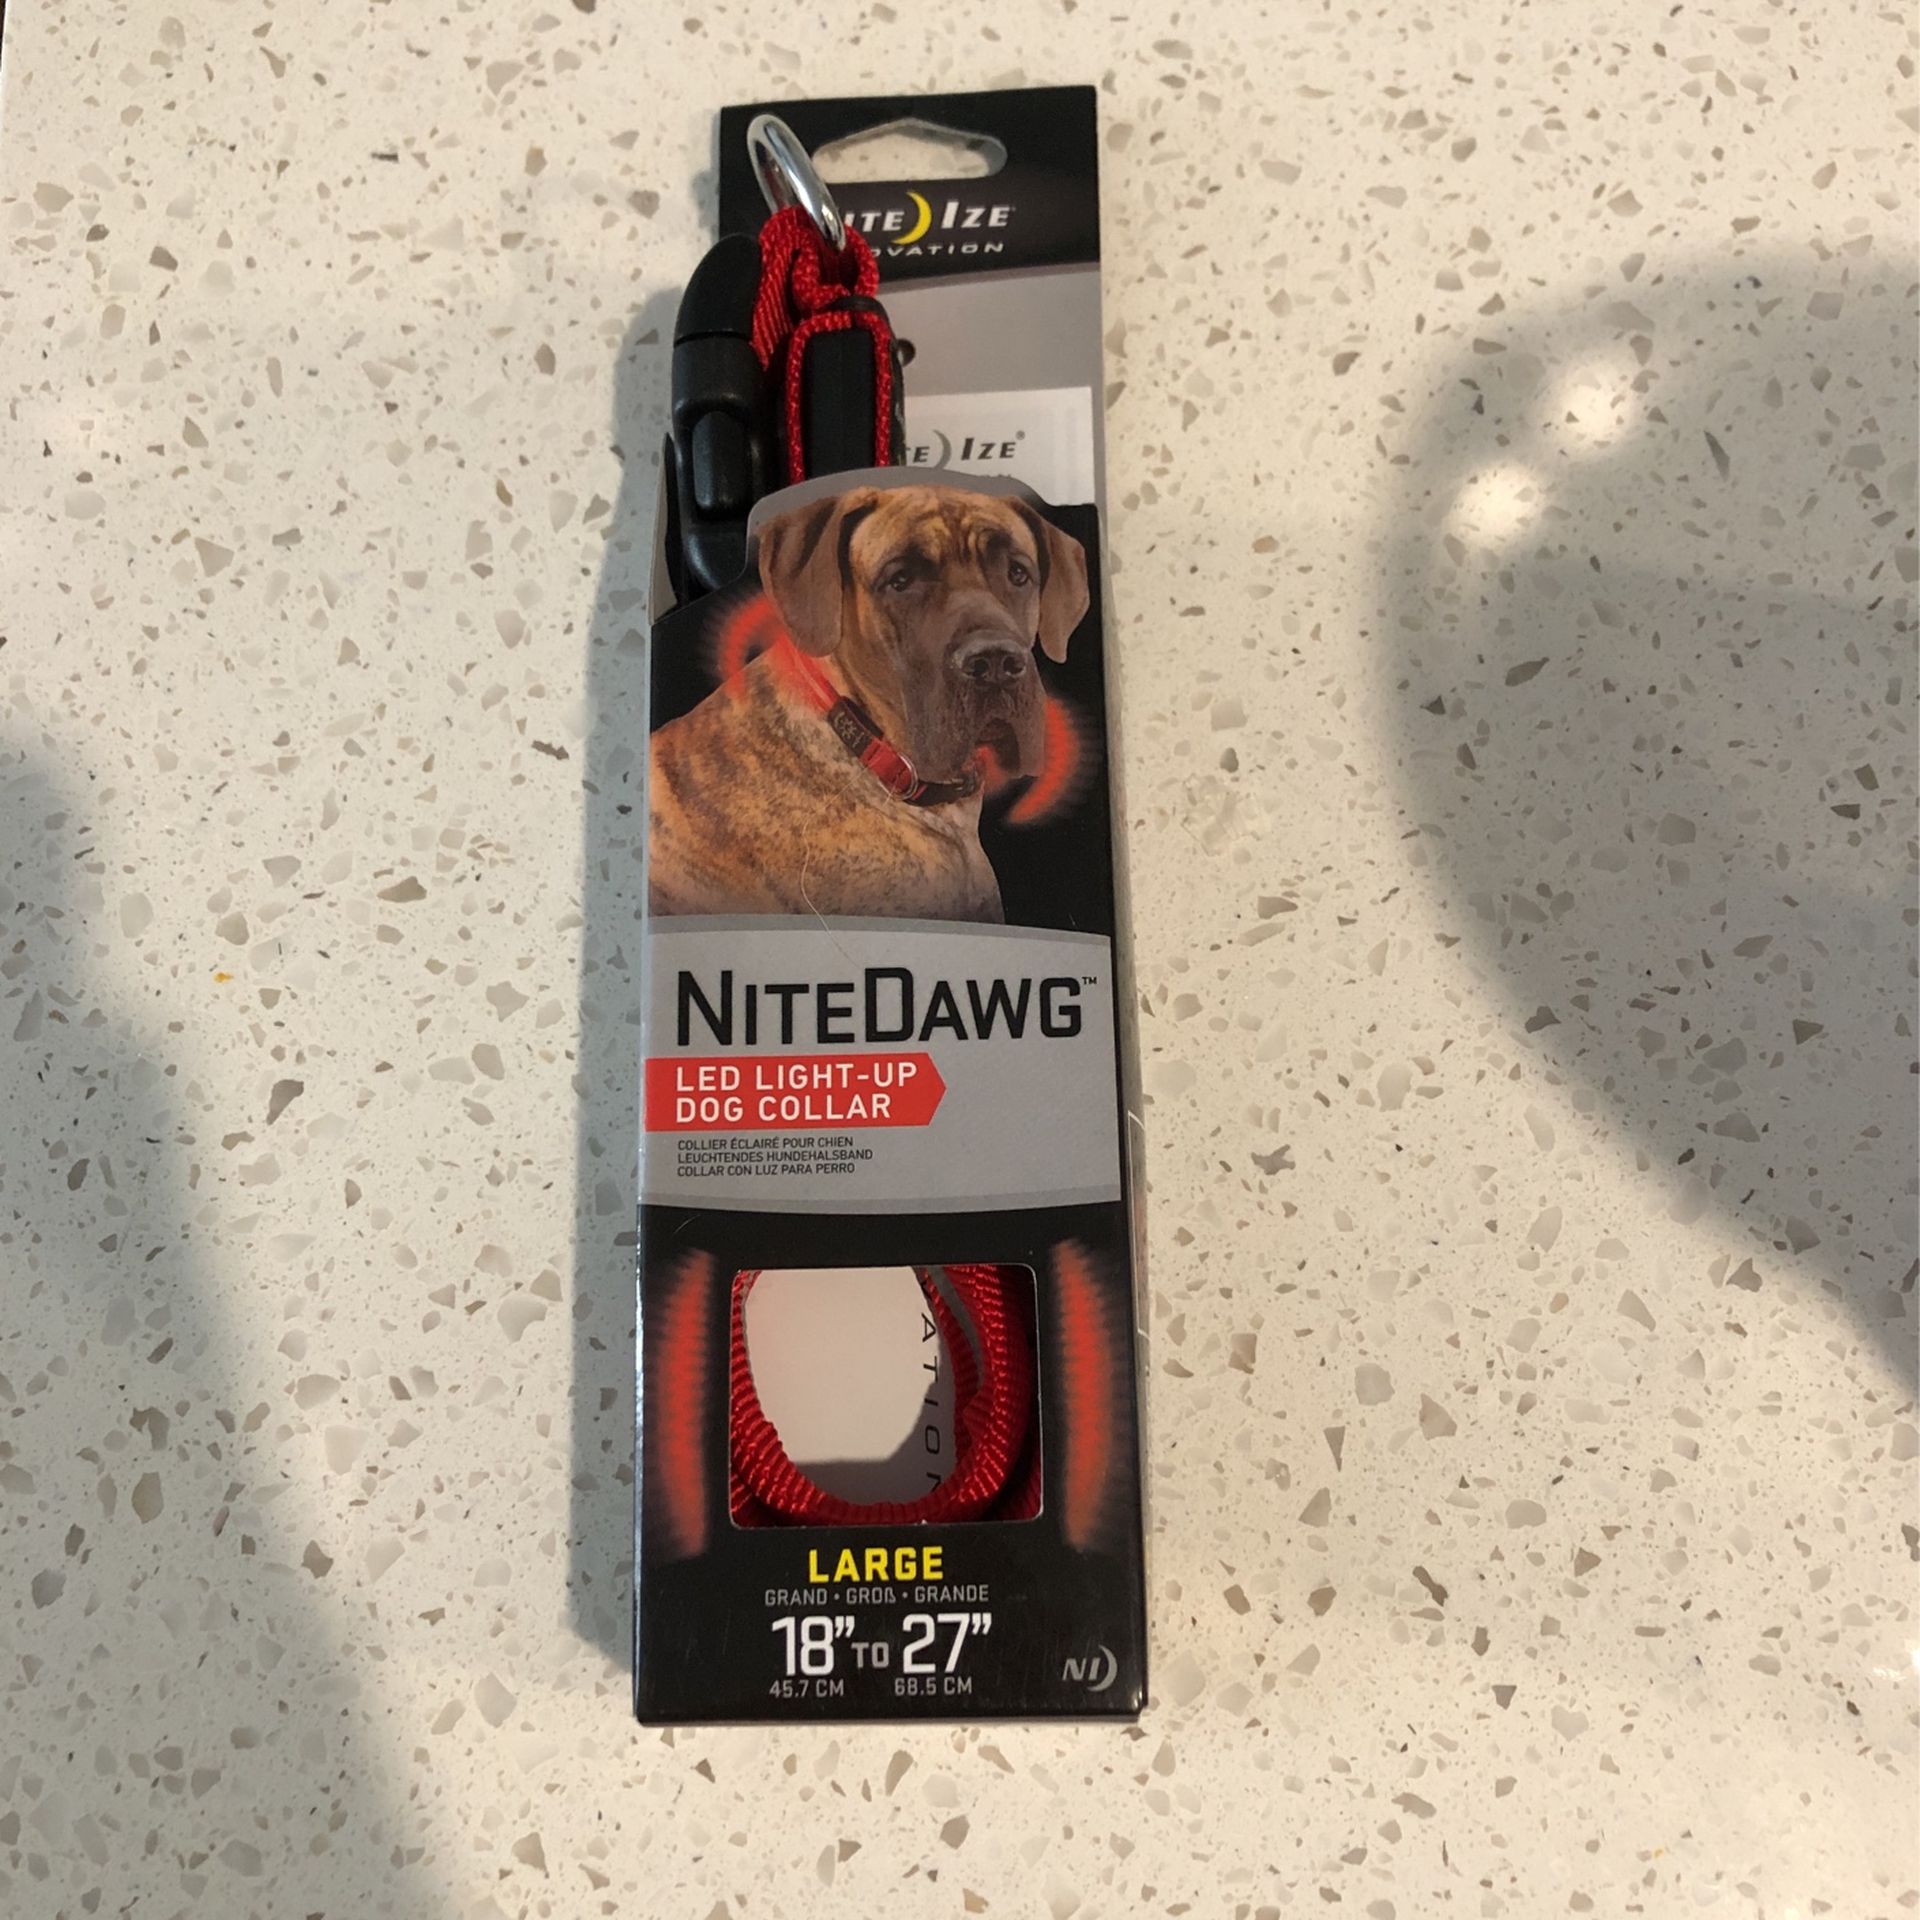 ITE IZE
OVATION
TE IZE®
NITEDAWG™
LED LIGHT-UP
DOG COLLAR
COLLIER ÉCLAIRÉ POUR CHIEN
LEUCHTENDES HUNDEHALSBAND
COLLAR CON LUZ PARA PERRO
ATION
LARGE
GRAND • GROß • GRANDE
18” TO 27”
45.7 CM 68.5 CM
NI